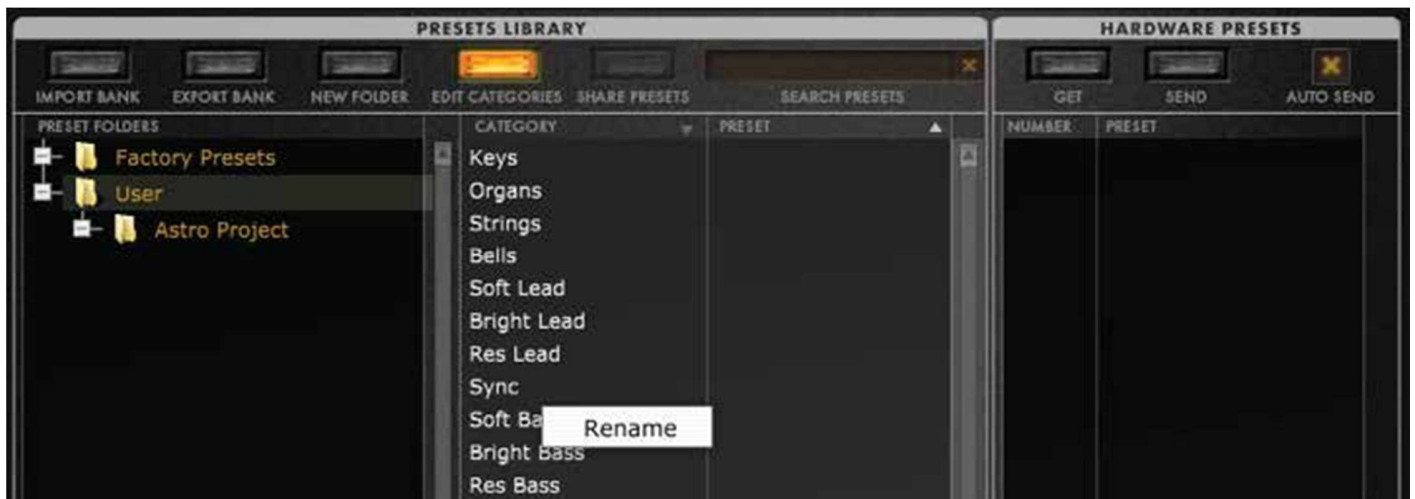 PRESETS LIBRARY
HARDWARE PRESETS
IMPORT BANK
EXPORT BANK
NEW FOLDER
EDIT CATEGORIES
SHARE PRESETS
SEARCH PRESETS
GET
SEND
AUTO SEND
PRESET FOLDERS
CATEGORY
PRESET
NUMBER
PRESET
Factory Presets
User
Astro Project
Keys
Organs
Strings
Bells
Soft Lead
Bright Lead
Res Lead
Sync
Soft Ba
Rename
Bright Bass
Res Bass